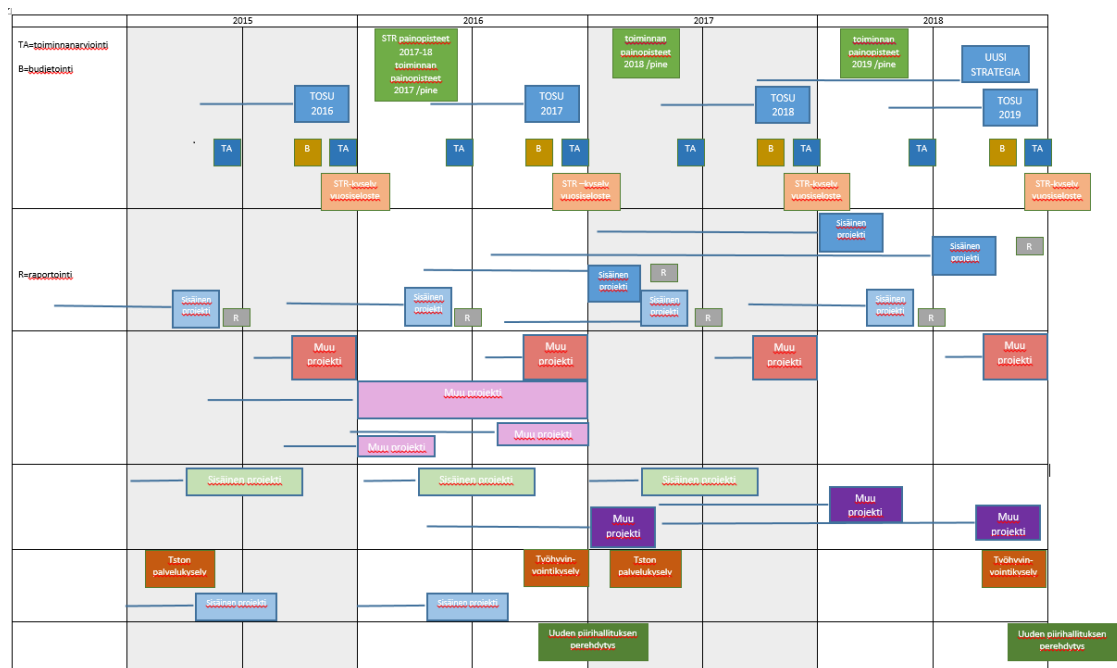 2015
2016
2017
2018
TA=toiminnanarviointi
B=budjetointi
STR painopisteet
2017-18
toiminnan
painopisteet
2017 /pine
toiminnan
painopisteet
2018 /pine
toiminnan
painopisteet
2019 /pine
UUSI
STRATEGIA
TOSU
2016
TOSU
2017
TOSU
2018
TOSU
2019
TA
B
TA
TA
B
TA
TA
B
TA
TA
B
TA
STR-kysely
vuosiseloste
STR –kysely
vuosiseloste
STR-kysely
vuosiseloste
STR-kysely
vuosiseloste
R=raportointi
Sisäinen
projekti
Sisäinen
projekti
R
Sisäinen
projekti
R
Sisäinen
projekti
R
Sisäinen
projekti
R
Sisäinen
projekti
R
Sisäinen
projekti
R
Muu
projekti
Muu
projekti
Muu
projekti
Muu
projekti
Muu projekti
Muu projekti
Muu projekti
Sisäinen projekti
Sisäinen projekti
Sisäinen projekti
Muu
projekti
Muu
projekti
Muu
projekti
Tston
palvelukysely
Työhyvin-
vointikysely
Tston
palvelukysely
Työhyvin-
vointikysely
Sisäinen projekti
Sisäinen projekti
Uuden piirihallituksen
perehdytys
Uuden piirihallituksen
perehdytys